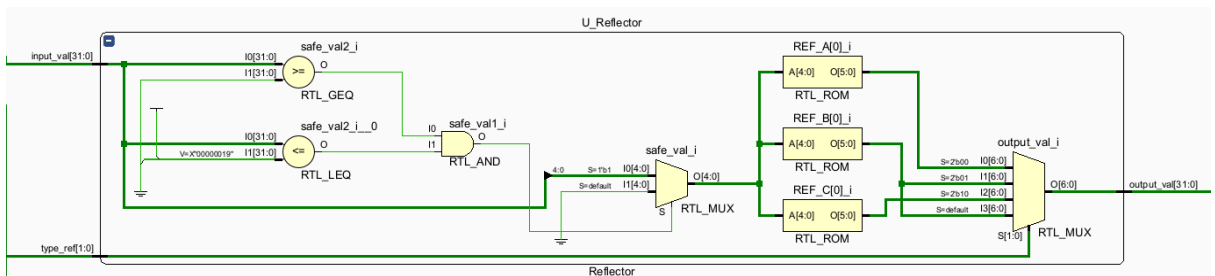 U_Reflector
input_val[31:0]
safe_val2_i
I0[31:0]
I1[31:0]
>=
O
RTL_GEQ
safe_val2_i__0
I0[31:0]
V=X"00000019"
I1[31:0]
<=
O
RTL_LEQ
safe_val1_i
I0
I1
O
RTL_AND
safe_val_i
4:0
S=1'b1
I0[4:0]
S=default
I1[4:0]
S
O[4:0]
RTL_MUX
REF_A[0]_i
A[4:0]
O[5:0]
RTL_ROM
REF_B[0]_i
A[4:0]
O[5:0]
RTL_ROM
REF_C[0]_i
A[4:0]
O[5:0]
RTL_ROM
output_val_i
S=2'b00
I0[6:0]
S=2'b01
I1[6:0]
S=2'b10
I2[6:0]
S=default
I3[6:0]
S[1:0]
O[6:0]
RTL_MUX
output_val[31:0]
type_ref[1:0]
Reflector